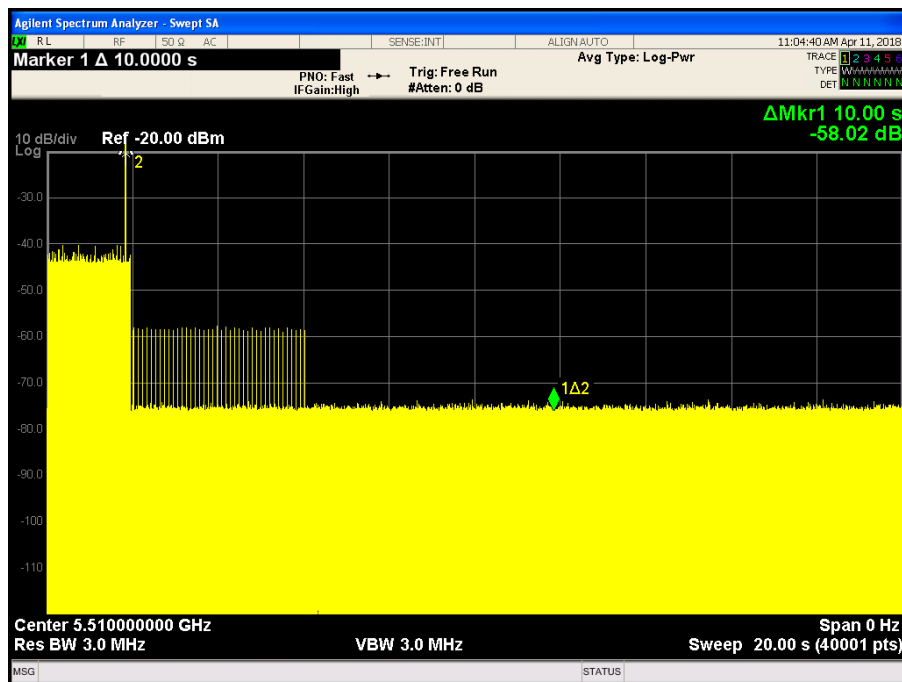 Agilent Spectrum Analyzer - Swept SA
LXI RL RF 50 Ω AC SENSE:INT ALIGN AUTO 11:04:40 AM Apr 11, 2018
Marker 1 Δ 10.0000 s
PNO: Fast
IFGain:High
Trig: Free Run
#Atten: 0 dB
Avg Type: Log-Pwr
TRACE 1 2 3 4 5 6
TYPE WWWWWW
DET N N N N N N
ΔMkr1 10.00 s
-58.02 dB
10 dB/div
Log
Ref -20.00 dBm
2
-30.0
-40.0
-50.0
-60.0
-70.0
1Δ2
-80.0
-90.0
-100
-110
Center 5.510000000 GHz Span 0 Hz
Res BW 3.0 MHz VBW 3.0 MHz Sweep 20.00 s (40001 pts)
MSG STATUS